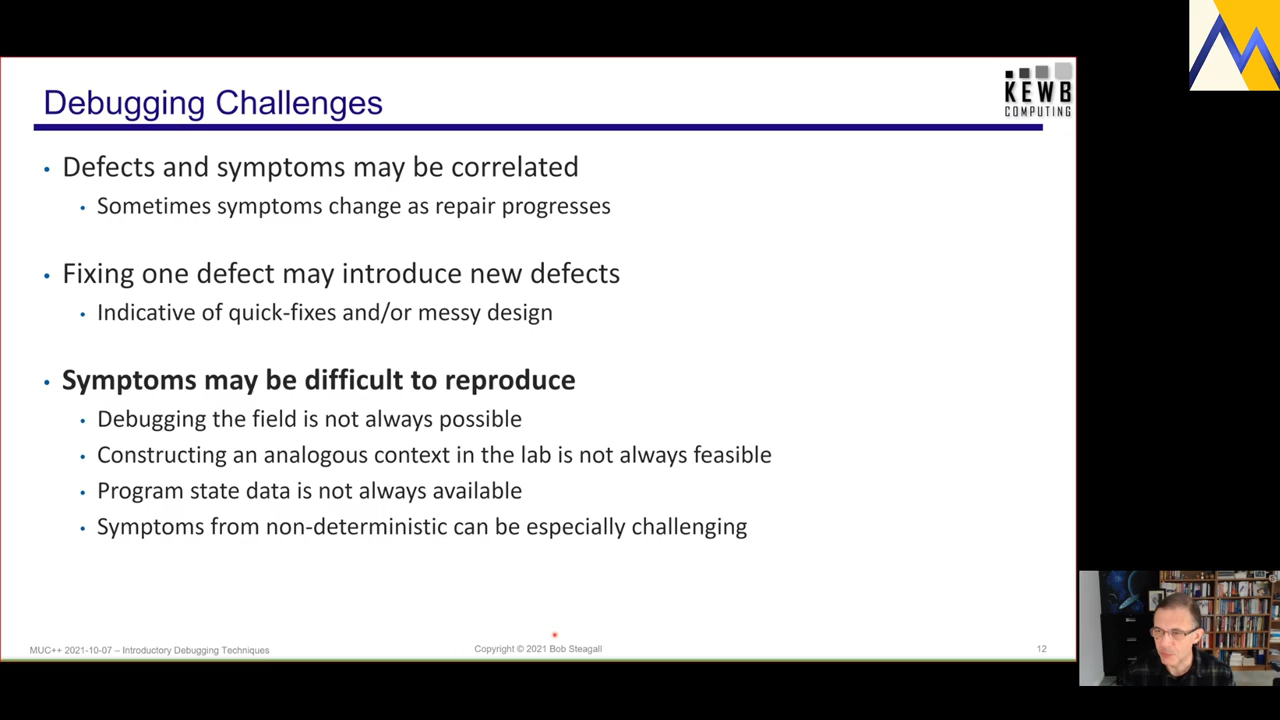 Debugging Challenges
KEWB
COMPUTING
• Defects and symptoms may be correlated
• Sometimes symptoms change as repair progresses
• Fixing one defect may introduce new defects
• Indicative of quick-fixes and/or messy design
• Symptoms may be difficult to reproduce
• Debugging the field is not always possible
• Constructing an analogous context in the lab is not always feasible
• Program state data is not always available
• Symptoms from non-deterministic can be especially challenging
MUC++ 2021-10-07 – Introductory Debugging Techniques
Copyright © 2021 Bob Steagall
12